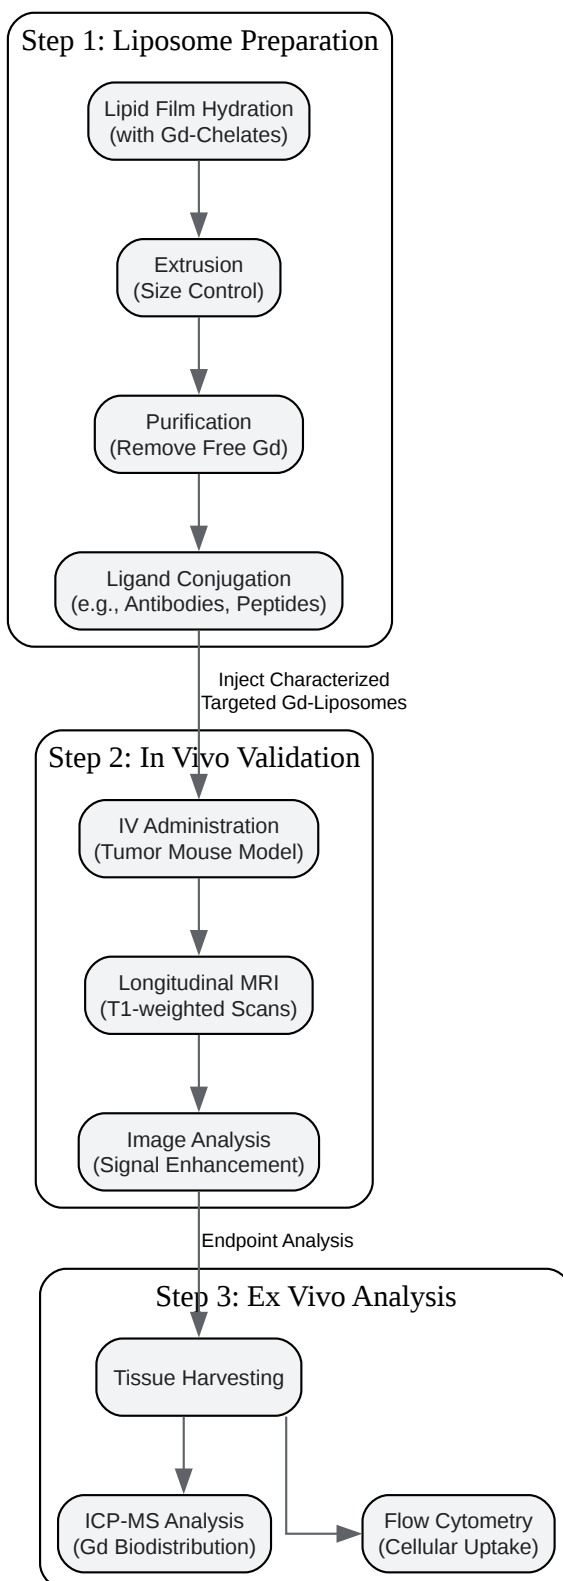 Step 1: Liposome Preparation
Lipid Film Hydration
(with Gd-Chelates)
Extrusion
(Size Control)
Purification
(Remove Free Gd)
Ligand Conjugation
(e.g., Antibodies, Peptides)
Inject Characterized
Targeted Gd-Liposomes
Step 2: In Vivo Validation
IV Administration
(Tumor Mouse Model)
Longitudinal MRI
(T1-weighted Scans)
Image Analysis
(Signal Enhancement)
Endpoint Analysis
Step 3: Ex Vivo Analysis
Tissue Harvesting
ICP-MS Analysis
(Gd Biodistribution)
Flow Cytometry
(Cellular Uptake)